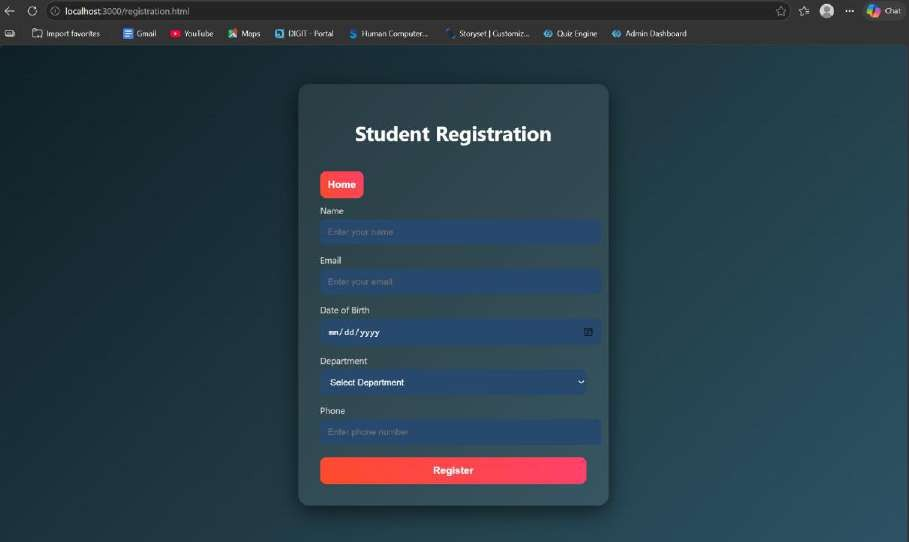 localhost:3000/registration.html
Chat
Import favorites
Gmail
YouTube
Maps
DIGIT - Portal
Human Computer...
Storyset | Customiz...
Quiz Engine
Admin Dashboard
Student Registration
Home
Name
Enter your name
Email
Enter your email
Date of Birth
mm/dd/yyyy
Department
Select Department
Phone
Enter phone number
Register